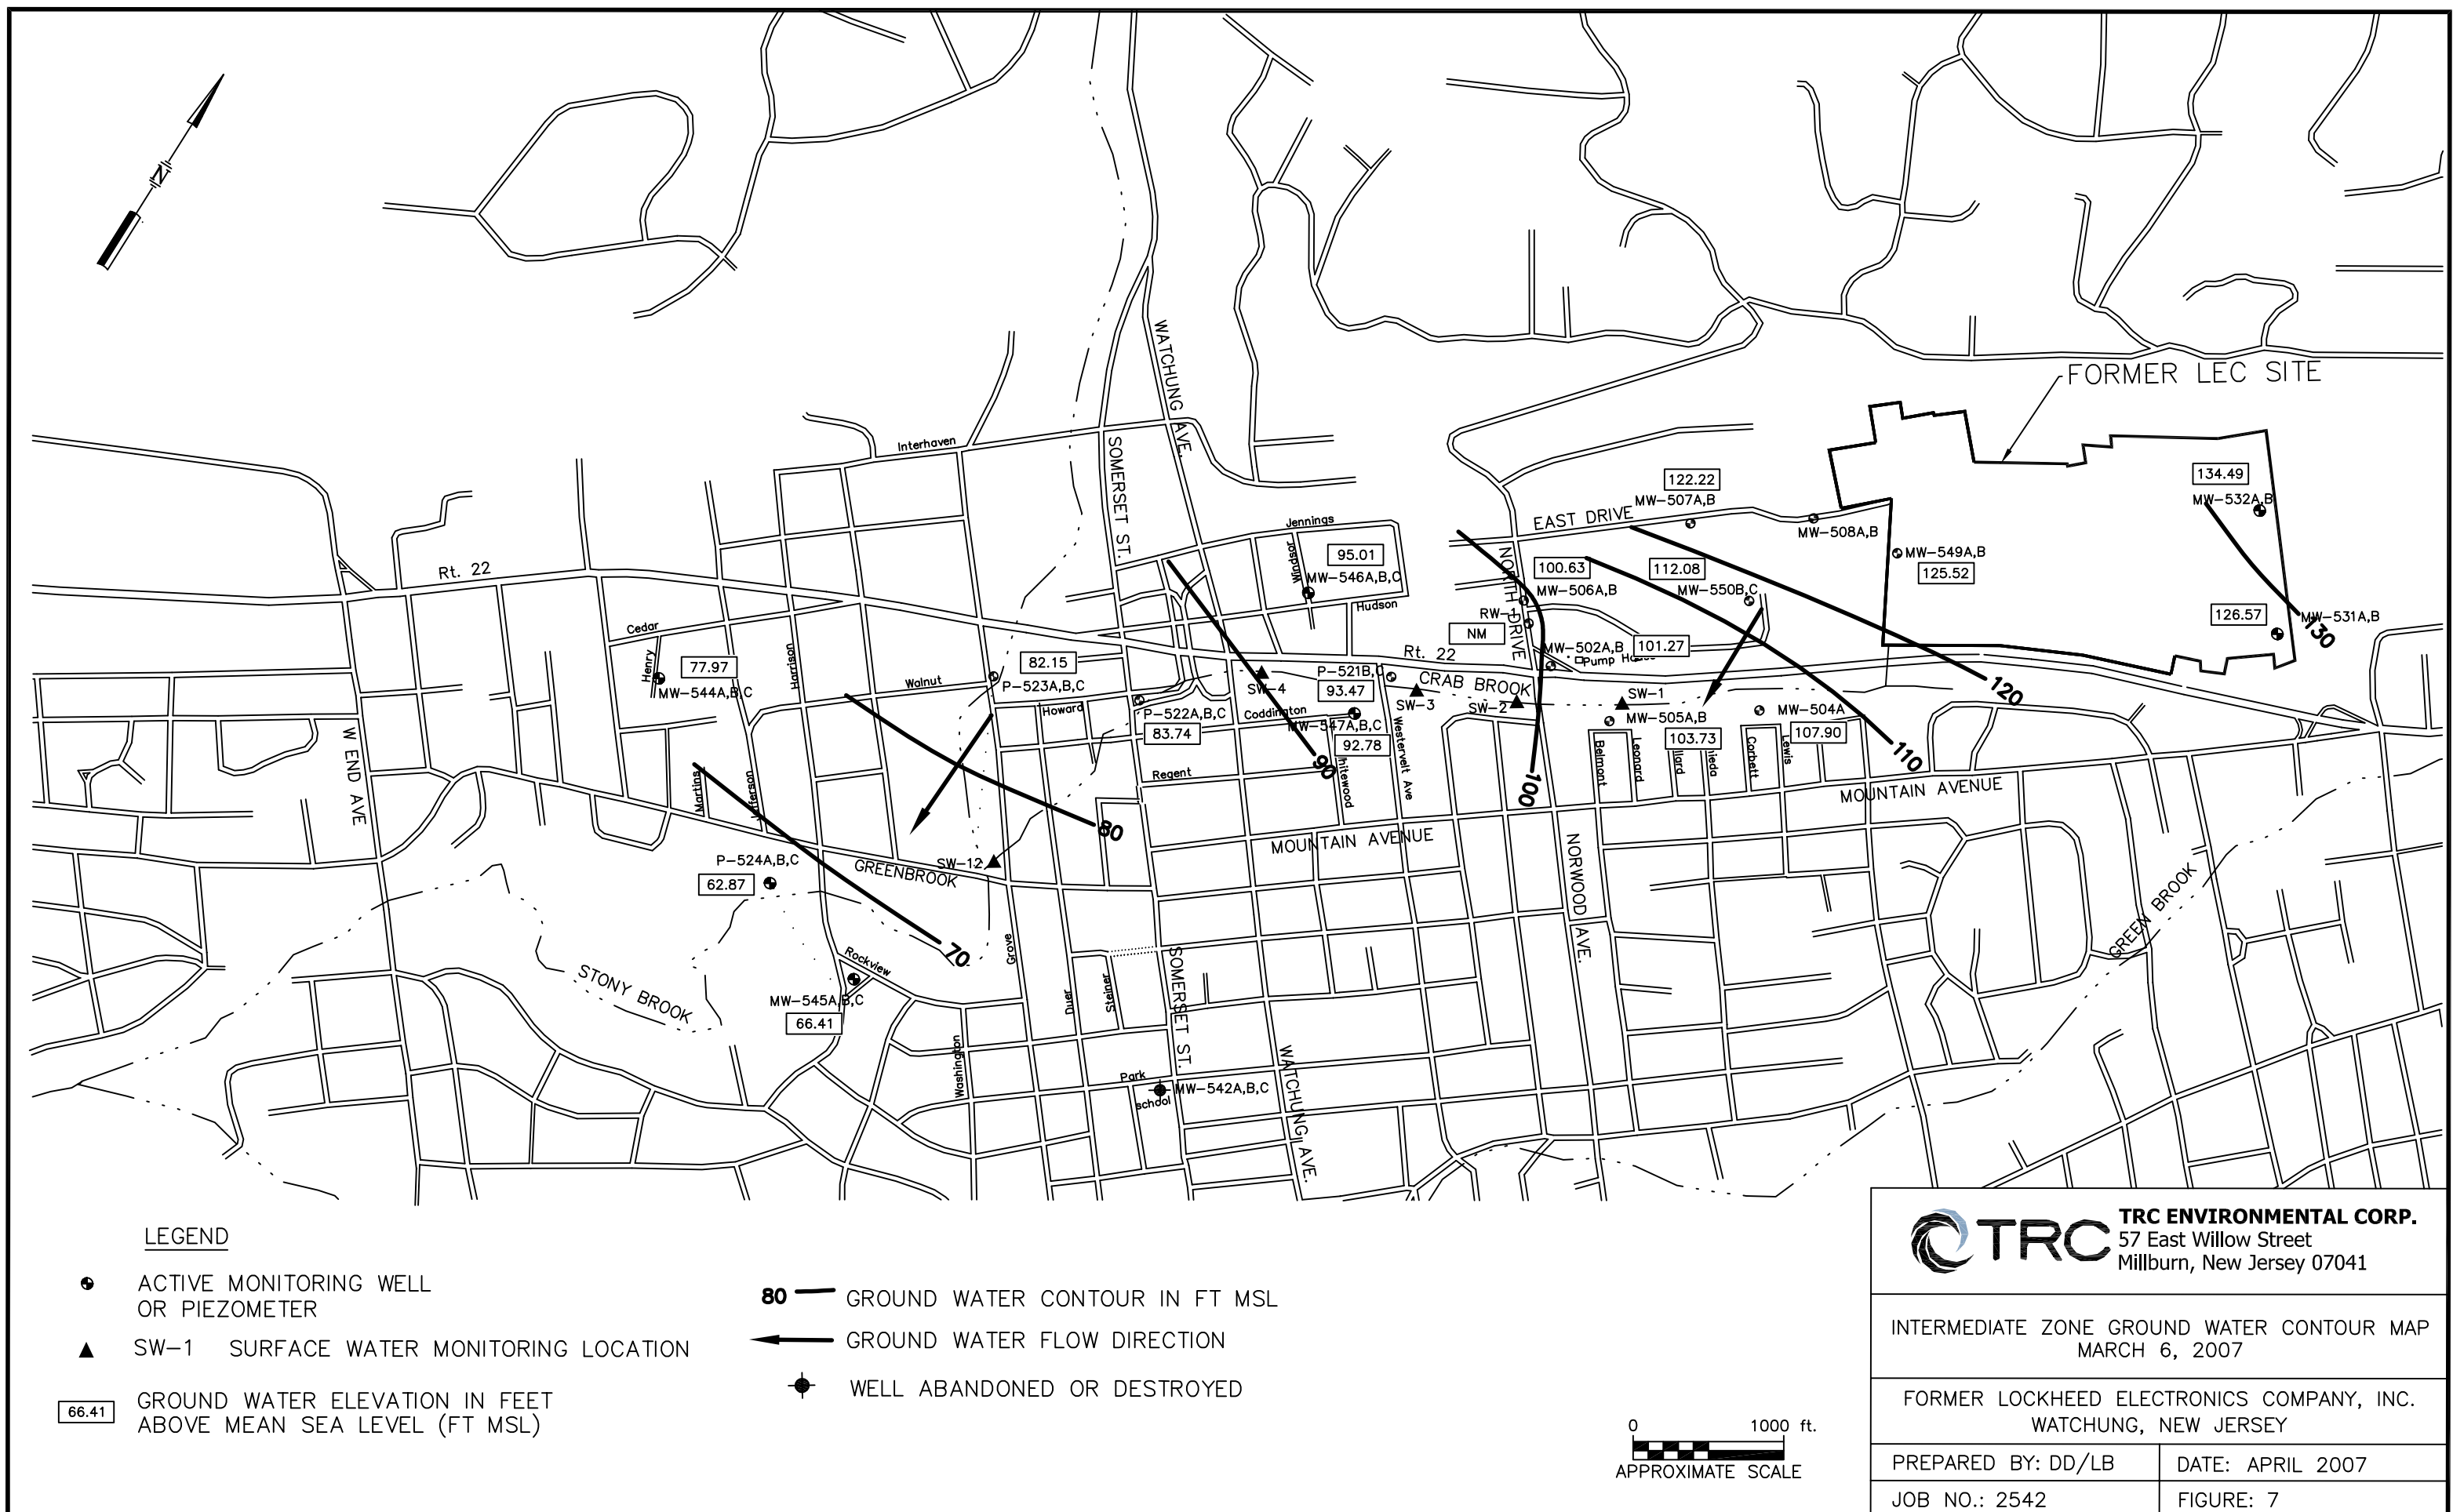 N
FORMER LEC SITE
WATCHUNG AVE.
SOMERSET ST.
Interhaven
Jennings
Windsor
95.01
MW-546A,B,C
Hudson
122.22
MW-507A,B
EAST DRIVE
MW-508A,B
134.49
MW-532A,B
MW-549A,B
125.52
126.57
MW-531A,B
130
NORTH DRIVE
100.63
MW-506A,B
112.08
MW-550B,C
RW-1
NM
MW-502A,B
101.27
Rt. 22
Rt. 22
Cedar
Henry
77.97
MW-544A,B,C
Harrison
Walnut
82.15
P-523A,B,C
Howard
P-522A,B,C
83.74
SW-4
P-521B,C
93.47
Coddington
MW-547A,B,C
92.78
CRAB BROOK
SW-3
SW-2
SW-1
MW-505A,B
103.73
MW-504A
107.90
120
110
100
90
80
70
W END AVE
Martins
Regent
Westervelt Ave
Belmont
Leonard
Corbett
Lewis
MOUNTAIN AVENUE
MOUNTAIN AVENUE
P-524A,B,C
62.87
GREENBROOK
SW-12
NORWOOD AVE.
GREEN BROOK
STONY BROOK
Rockview
MW-545A,B,C
66.41
Grove
Duer
Steiner
SOMERSET ST.
Washington
Park
school
MW-542A,B,C
WATCHUNG AVE.
LEGEND
ACTIVE MONITORING WELL
OR PIEZOMETER
SW-1 SURFACE WATER MONITORING LOCATION
66.41
GROUND WATER ELEVATION IN FEET
ABOVE MEAN SEA LEVEL (FT MSL)
80 GROUND WATER CONTOUR IN FT MSL
GROUND WATER FLOW DIRECTION
WELL ABANDONED OR DESTROYED
0 1000 ft.
APPROXIMATE SCALE
TRC
TRC ENVIRONMENTAL CORP.
57 East Willow Street
Millburn, New Jersey 07041
INTERMEDIATE ZONE GROUND WATER CONTOUR MAP
MARCH 6, 2007
FORMER LOCKHEED ELECTRONICS COMPANY, INC.
WATCHUNG, NEW JERSEY
PREPARED BY: DD/LB
DATE: APRIL 2007
JOB NO.: 2542
FIGURE: 7